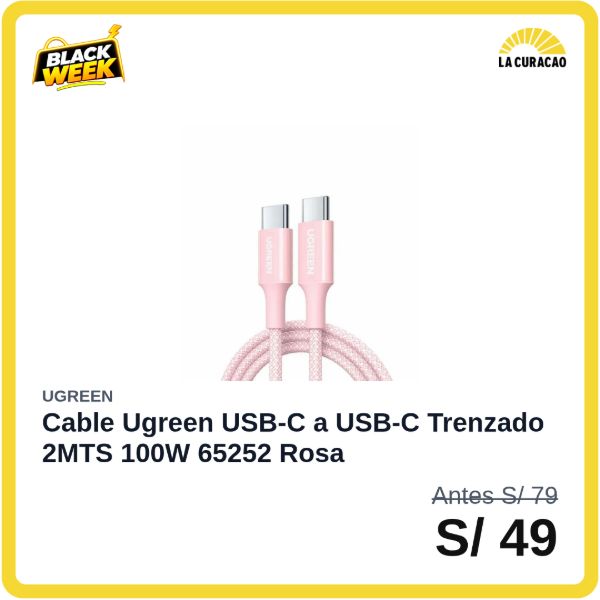 BLACK
WEEK
LA CURACAO
UGREEN
UGREEN
UGREEN
Cable Ugreen USB-C a USB-C Trenzado
2MTS 100W 65252 Rosa
Antes S/ 79
S/ 49